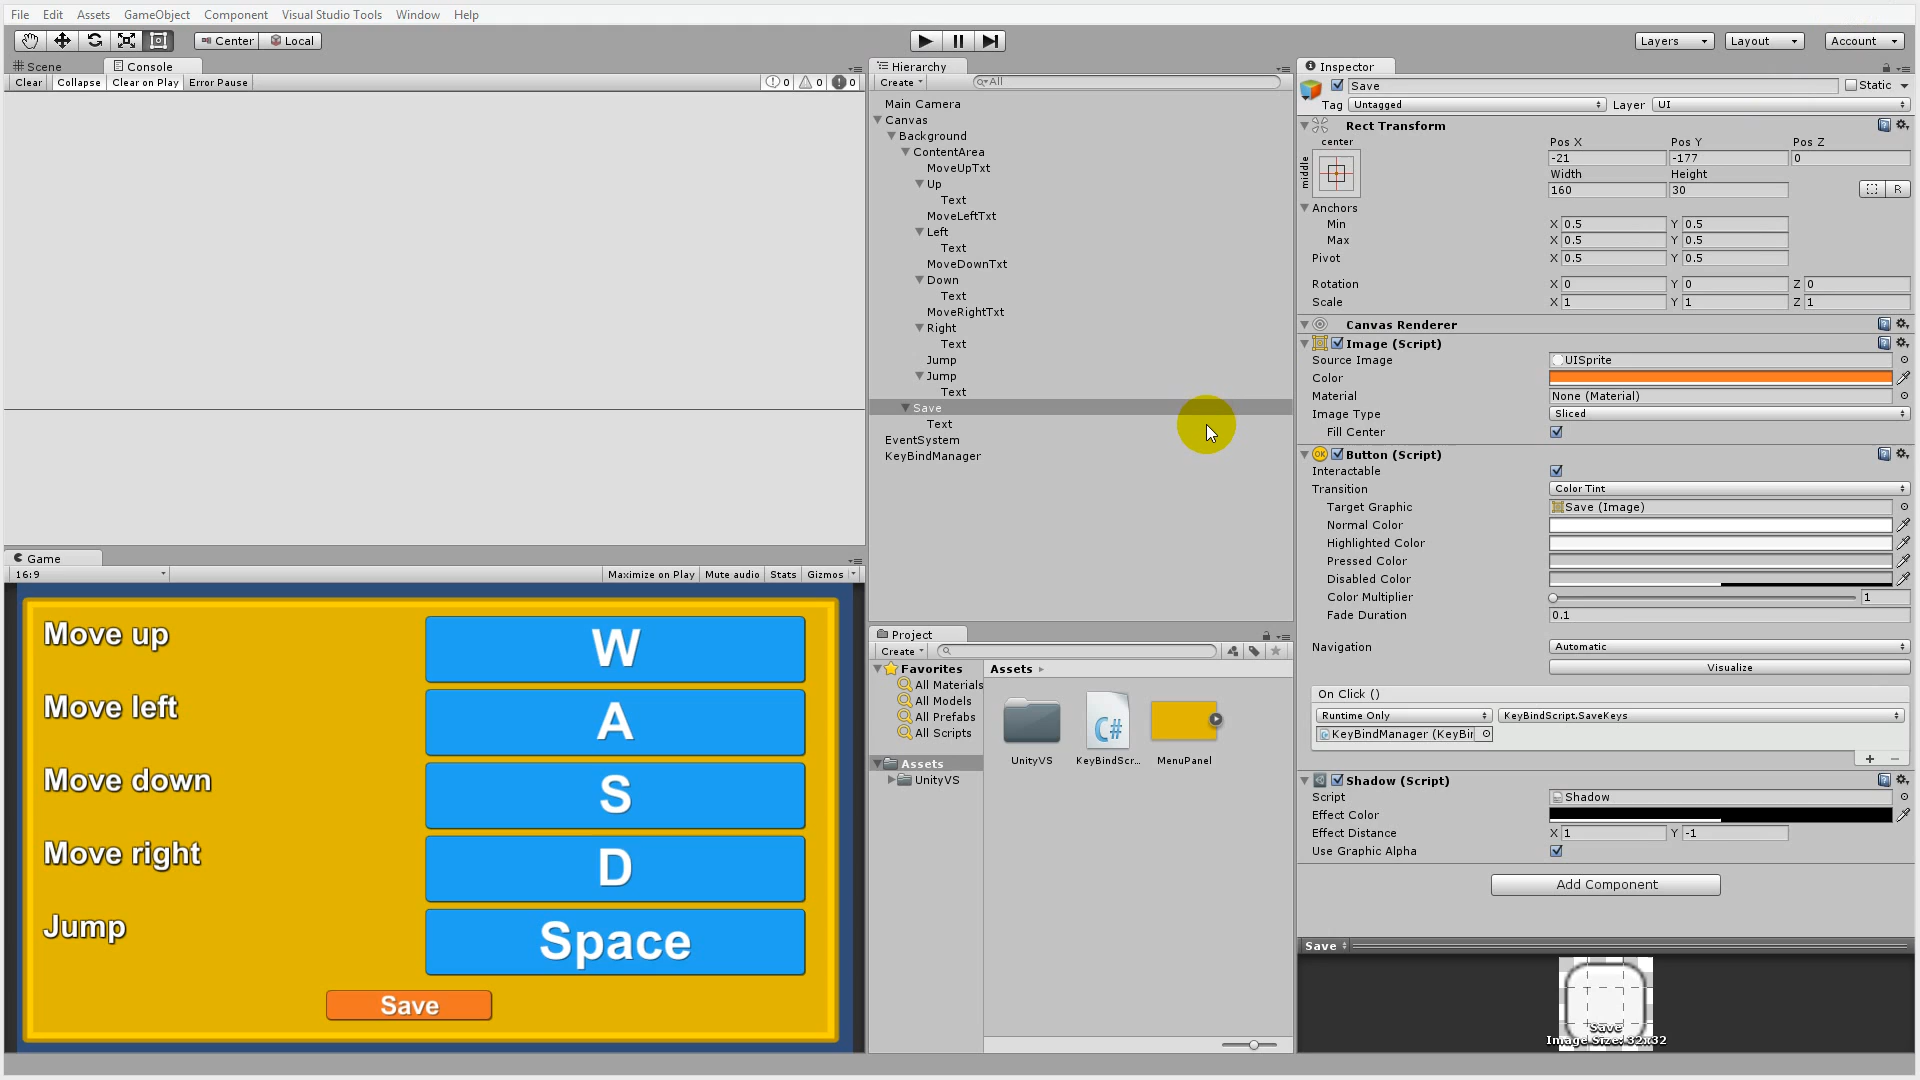 File Edit Assets GameObject Component Visual Studio Tools Window Help
Center Local Layers Layout Account
Scene Console
Clear Collapse Clear on Play Error Pause 0 0 0
Game
16:9 Maximize on Play Mute audio Stats Gizmos
Move up W
Move left A
Move down S
Move right D
Jump Space
Save
Hierarchy
Create All
Main Camera
Canvas
Background
ContentArea
MoveUpTxt
Up
Text
MoveLeftTxt
Left
Text
MoveDownTxt
Down
Text
MoveRightTxt
Right
Text
Jump
Jump
Text
Save
Text
EventSystem
KeyBindManager
Project
Create
Favorites
All Materials
All Models
All Prefabs
All Scripts
Assets
UnityVS
Assets
UnityVS KeyBindScr... MenuPanel
C#
Inspector
Save Static
Tag Untagged Layer UI
Rect Transform
center
middle
Pos X Pos Y Pos Z
-21 -177 0
Width Height
160 30
R
Anchors
Min X 0.5 Y 0.5
Max X 0.5 Y 0.5
Pivot X 0.5 Y 0.5
Rotation X 0 Y 0 Z 0
Scale X 1 Y 1 Z 1
Canvas Renderer
Image (Script)
Source Image UISprite
Color
Material None (Material)
Image Type Sliced
Fill Center
OK Button (Script)
Interactable
Transition Color Tint
Target Graphic Save (Image)
Normal Color
Highlighted Color
Pressed Color
Disabled Color
Color Multiplier 1
Fade Duration 0.1
Navigation Automatic
Visualize
On Click ()
Runtime Only KeyBindScript.SaveKeys
KeyBindManager (KeyBin
Shadow (Script)
Script Shadow
Effect Color
Effect Distance X 1 Y -1
Use Graphic Alpha
Add Component
Save
Save
Image Size: 32x32